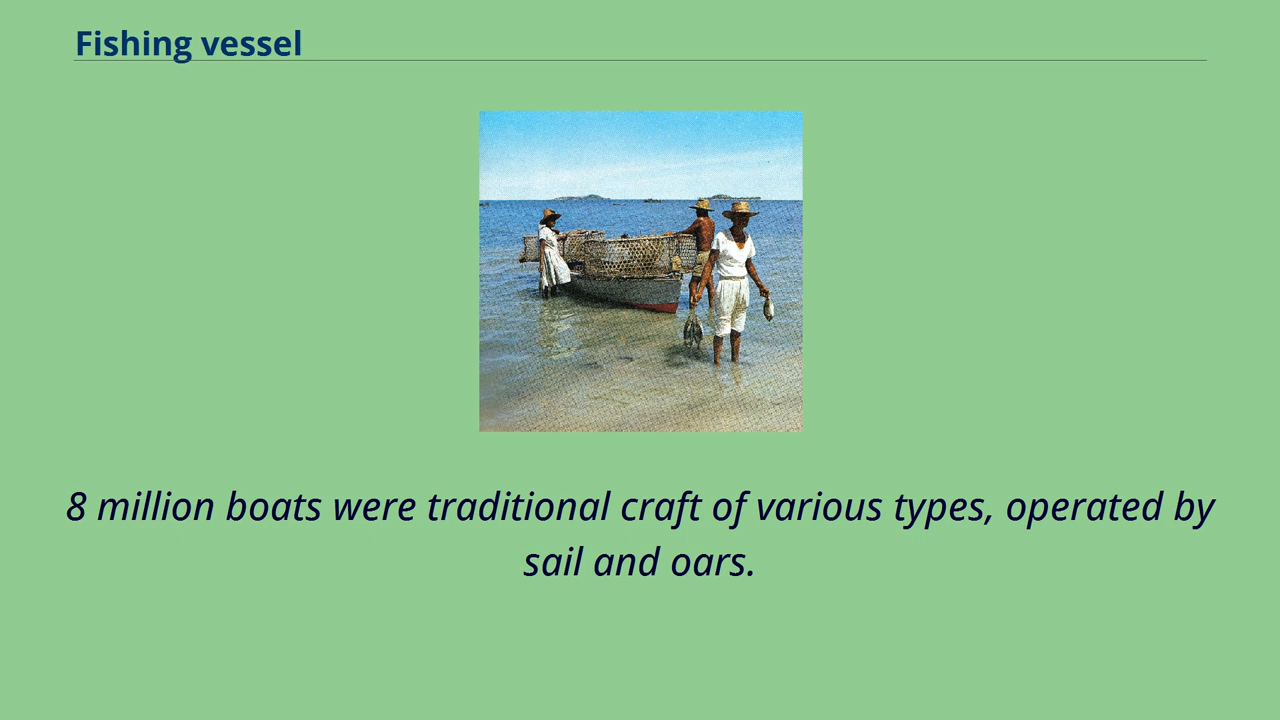 Fishing vessel
8 million boats were traditional craft of various types, operated by
sail and oars.